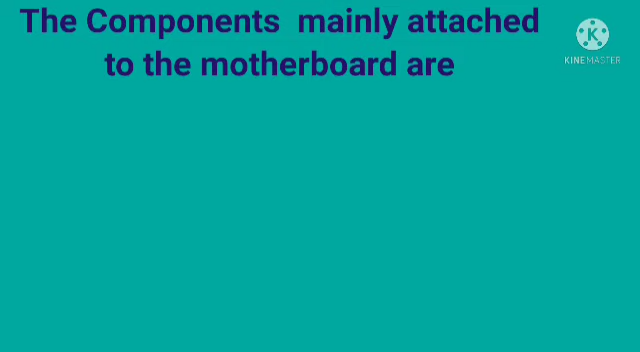 The Components mainly attached
to the motherboard are
KINEMASTER